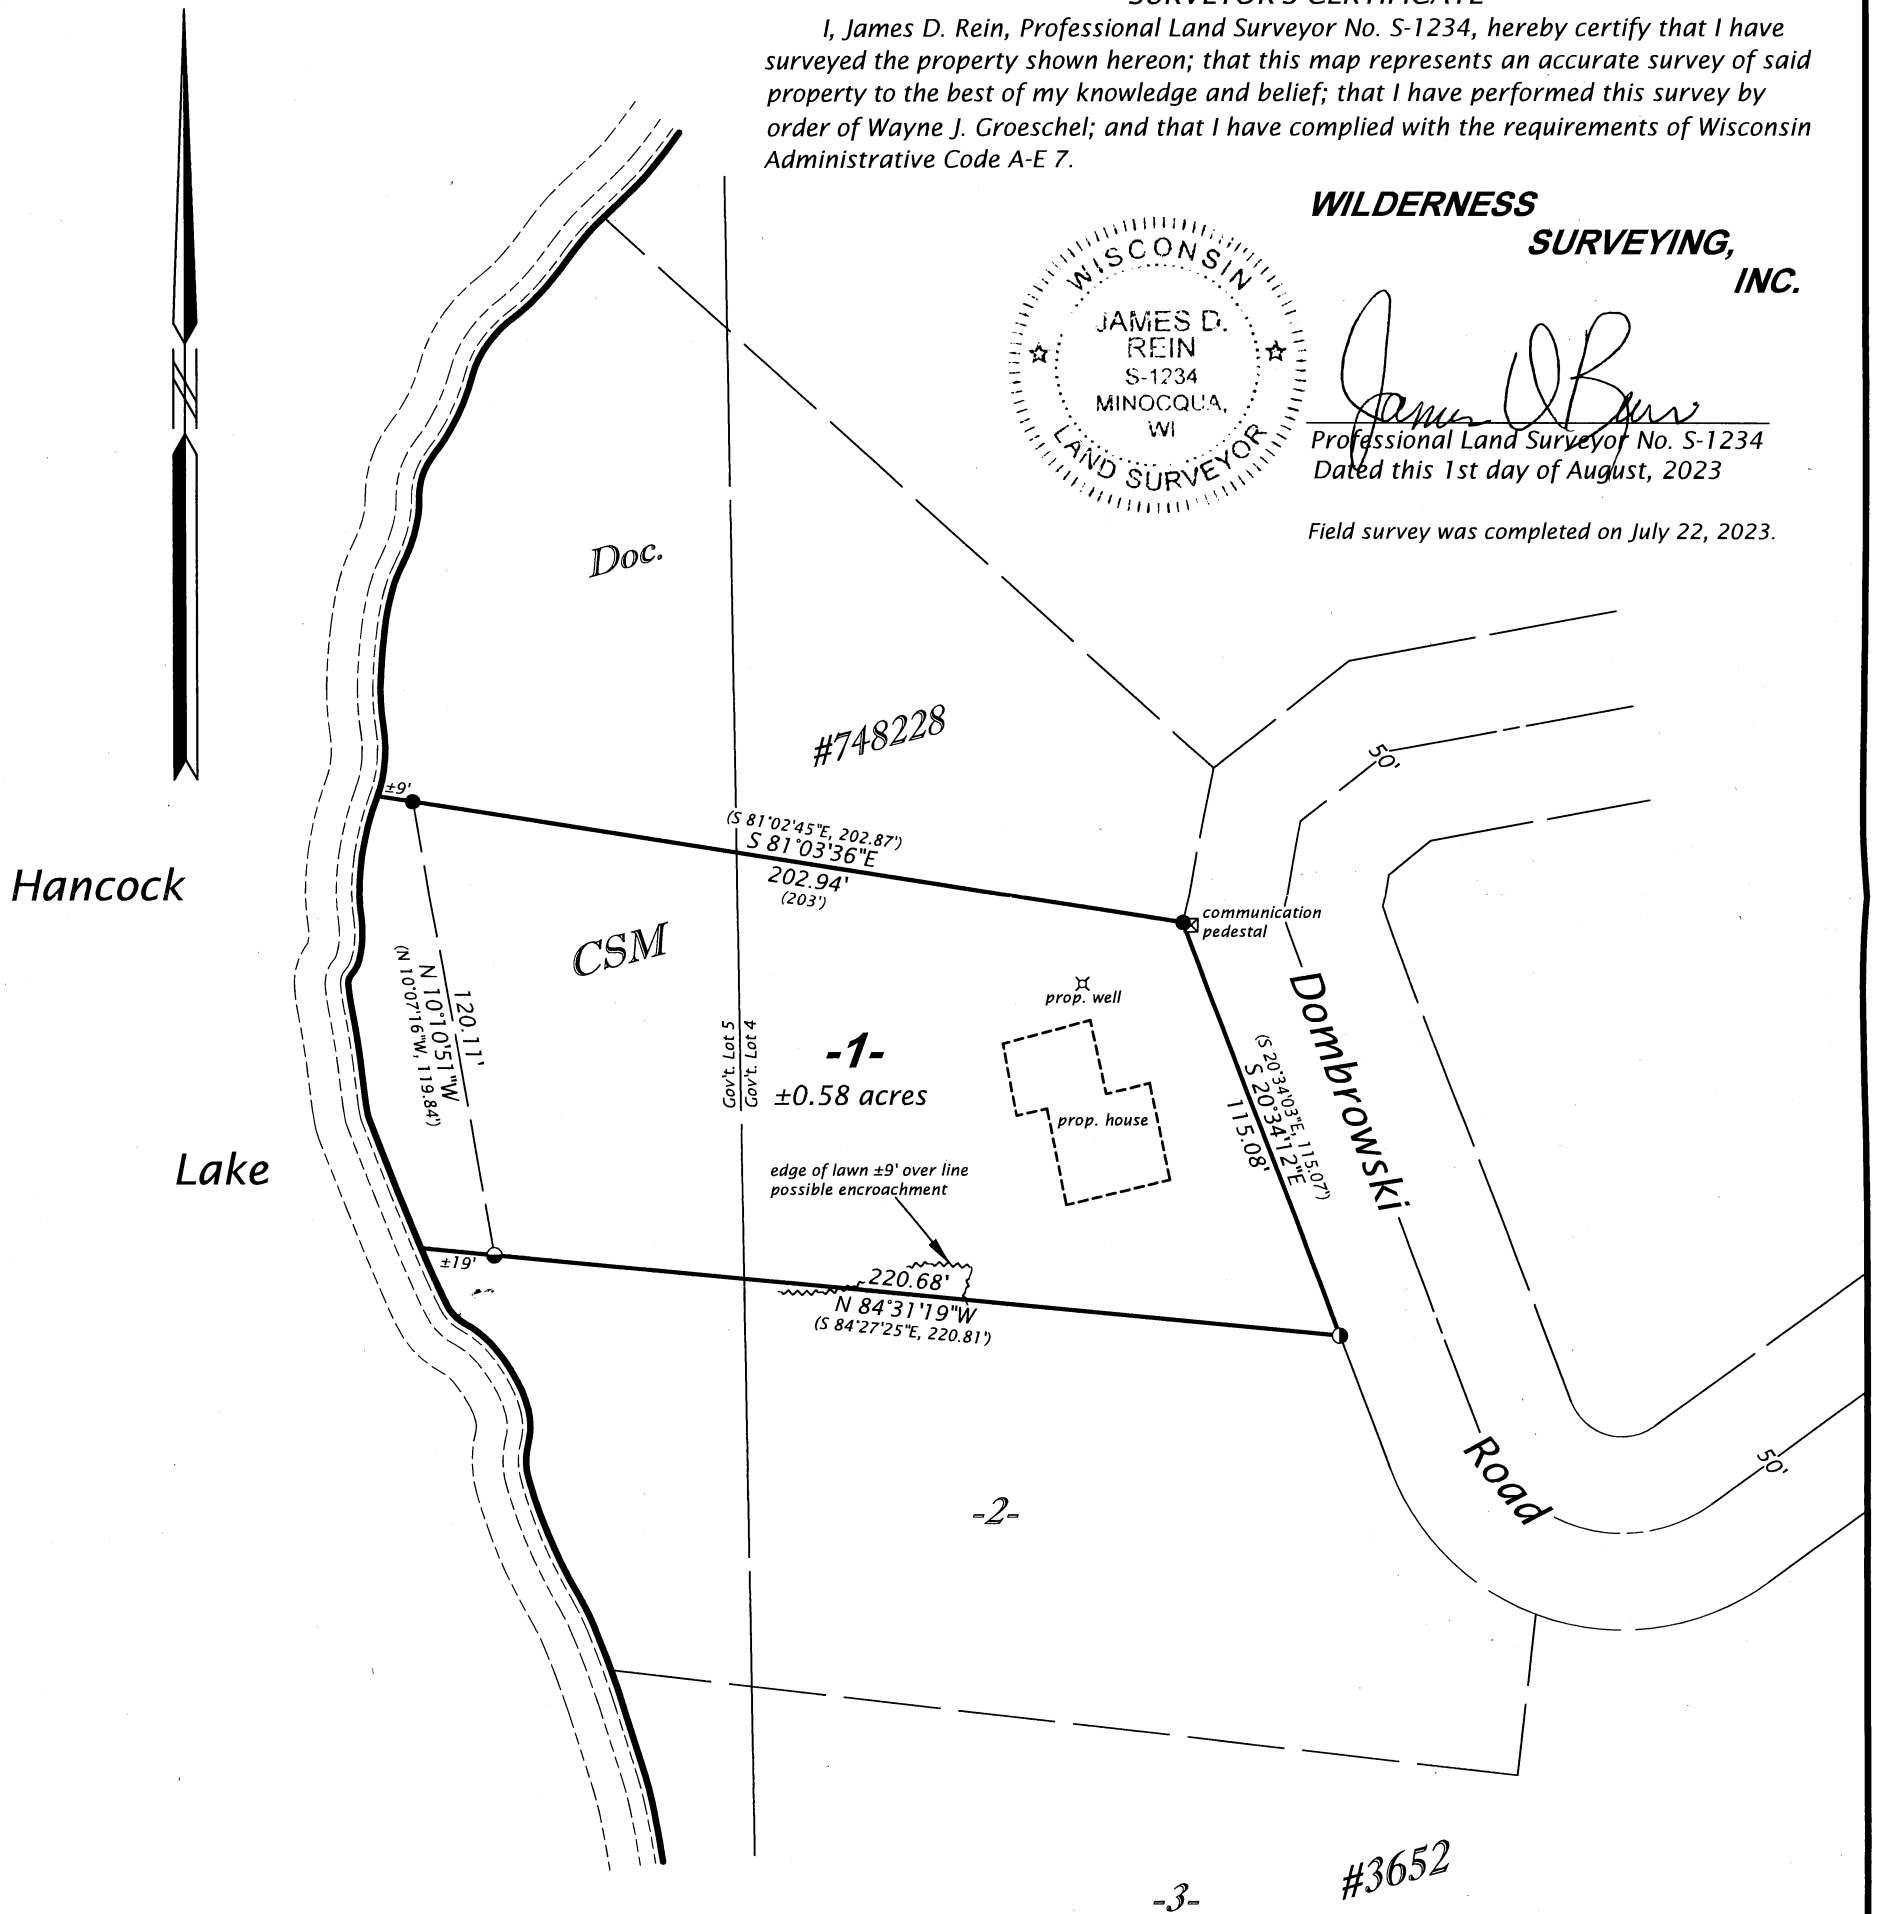 SURVEYOR'S CERTIFICATE
I, James D. Rein, Professional Land Surveyor No. S-1234, hereby certify that I have
surveyed the property shown hereon; that this map represents an accurate survey of said
property to the best of my knowledge and belief; that I have performed this survey by
order of Wayne J. Groeschel; and that I have complied with the requirements of Wisconsin
Administrative Code A-E 7.
WILDERNESS
SURVEYING,
INC.
WISCONSIN
JAMES D.
REIN
S-1234
MINOCQUA,
WI
LAND SURVEYOR
Professional Land Surveyor No. S-1234
Dated this 1st day of August, 2023
Field survey was completed on July 22, 2023.
Doc.
#748228
50'
±9'
(S 81°02'45"E, 202.87')
S 81°03'36"E
202.94'
(203')
Hancock
communication
pedestal
CSM
120.11'
N 10°10'51"W
(N 10°07'16"W, 119.84')
prop. well
Gov't. Lot 5
Gov't. Lot 4
-1-
±0.58 acres
prop. house
(S 20°34'03"E, 115.07')
S 20°34'12"E
115.08'
Dombrowski
Lake
edge of lawn ±9' over line
possible encroachment
±19'
220.68'
N 84°31'19"W
(S 84°27'25"E, 220.81')
Road
50'
-2-
#3652
-3-